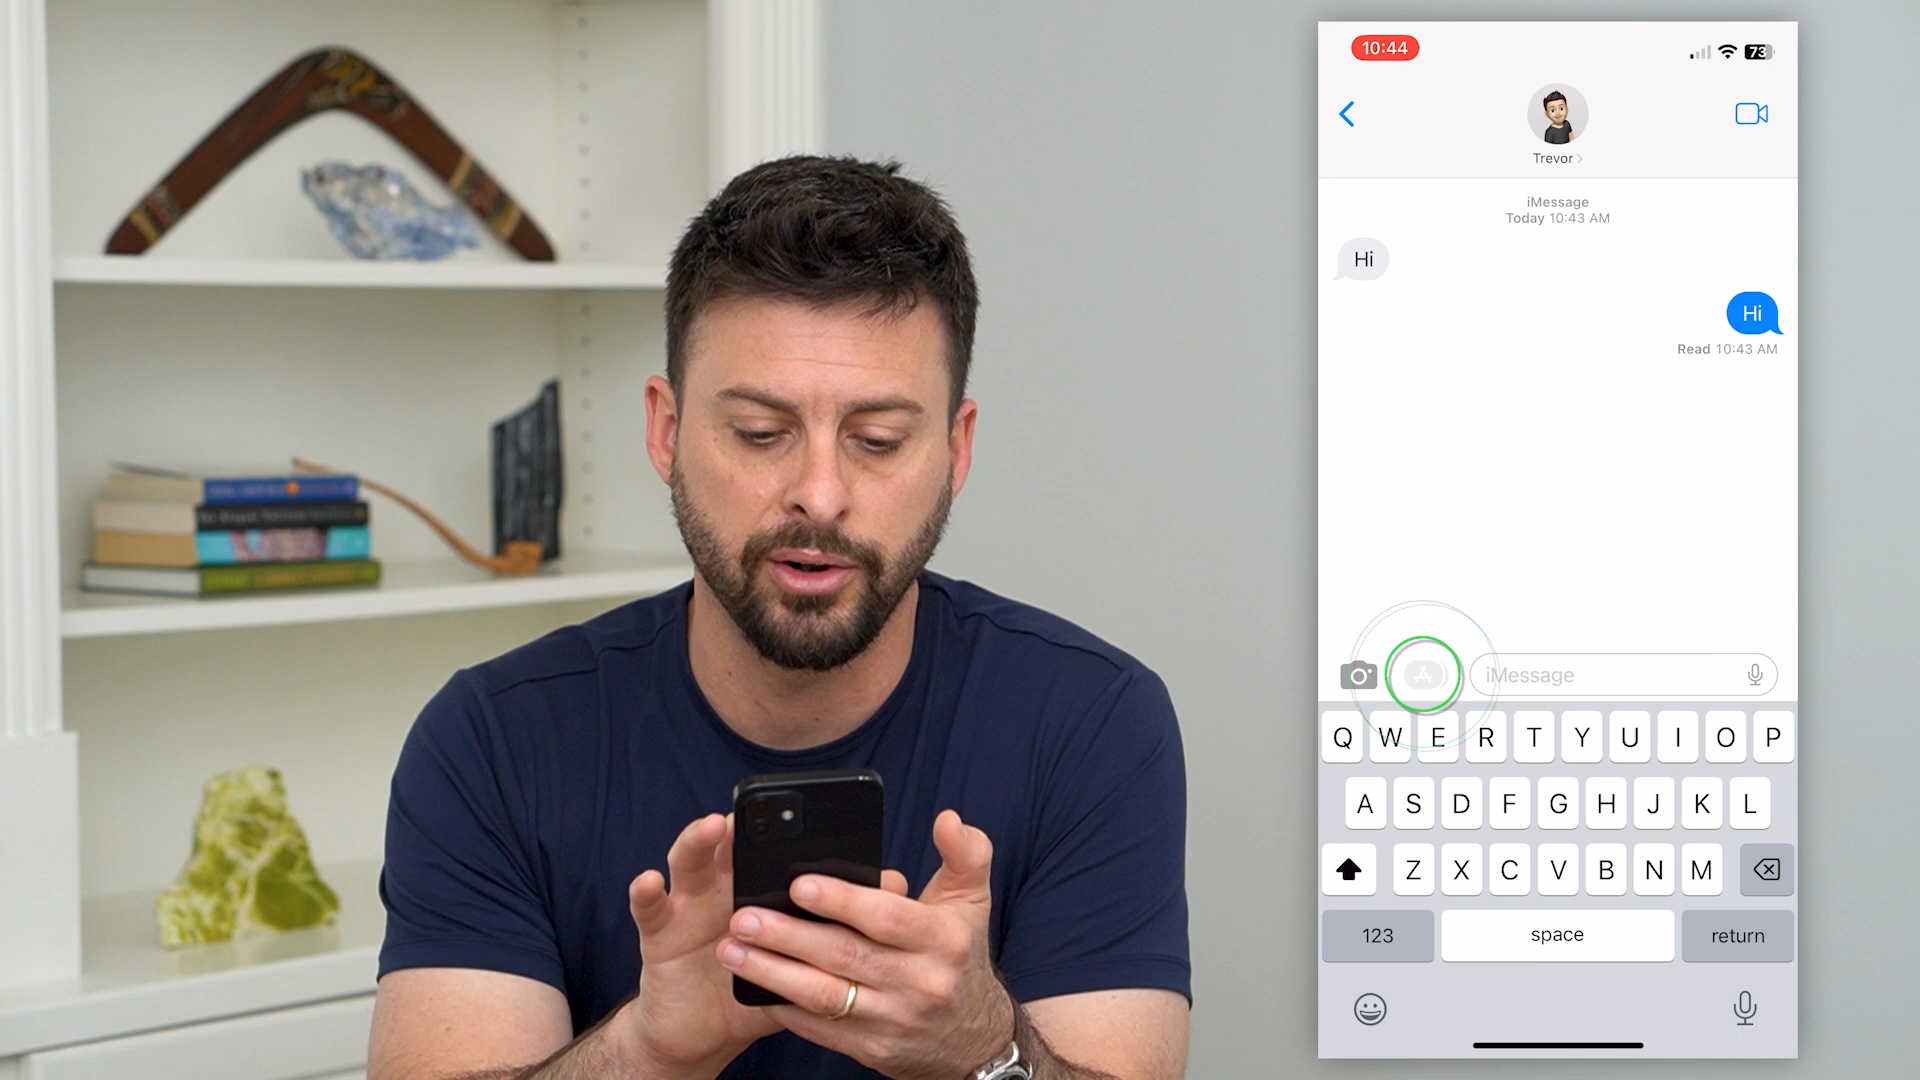 10:44
73
Trevor
iMessage
Today 10:43 AM
Hi
Hi
Read 10:43 AM
iMessage
Q W E R T Y U I O P
A S D F G H J K L
Z X C V B N M
123 space return